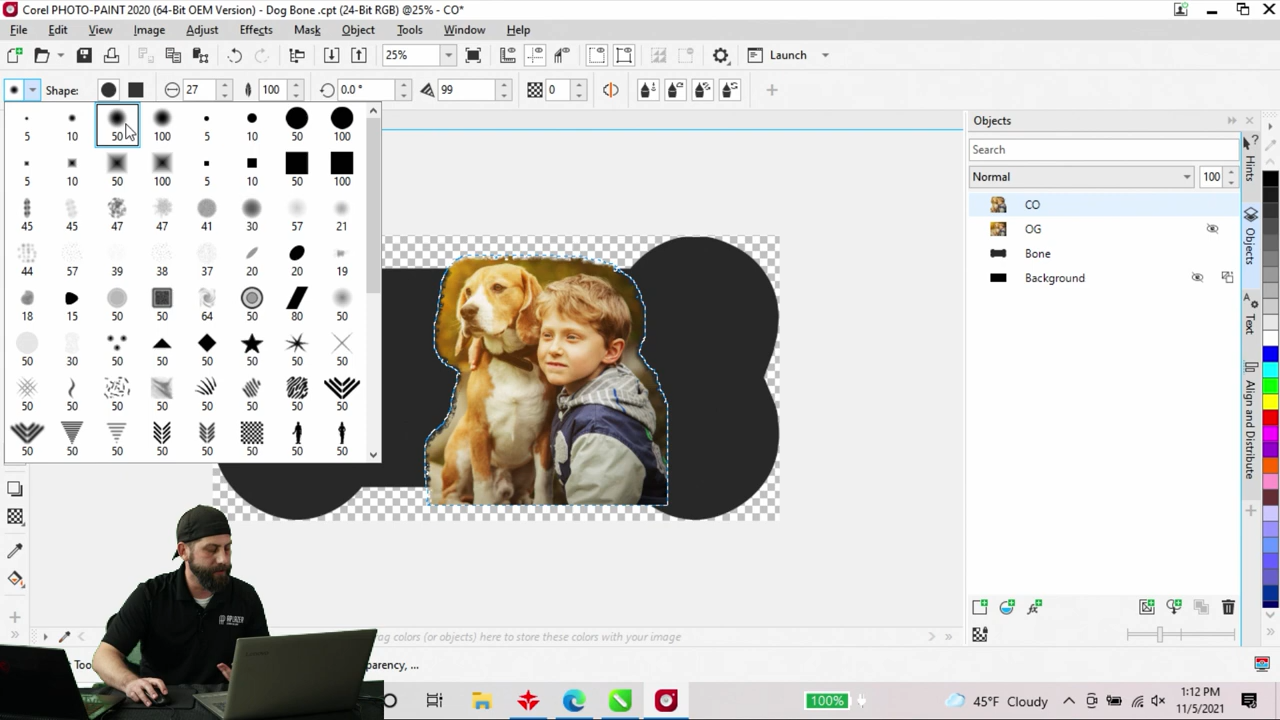 Corel PHOTO-PAINT 2020 (64-Bit OEM Version) - Dog Bone .cpt (24-Bit RGB) @25% - CO*
File Edit View Image Adjust Effects Mask Object Tools Window Help
25% Launch
Shape: 27 100 0.0 ° 99 0
5 10 50 100 5 10 50 100
5 10 50 100 5 10 50 100
45 45 47 47 41 30 57 21
44 57 39 38 37 20 20 19
18 15 50 50 64 50 80 50
50 30 50 50 50 50 50 50
50 50 50 50 50 50 50 50
50 50 50 50 50 50 50 50
Objects
Search
Normal 100
CO
OG
Bone
Background
Hints
Objects
Text
Align and Distribute
colors (or objects) here to store these colors with your image
100% 45°F Cloudy
1:12 PM
11/5/2021